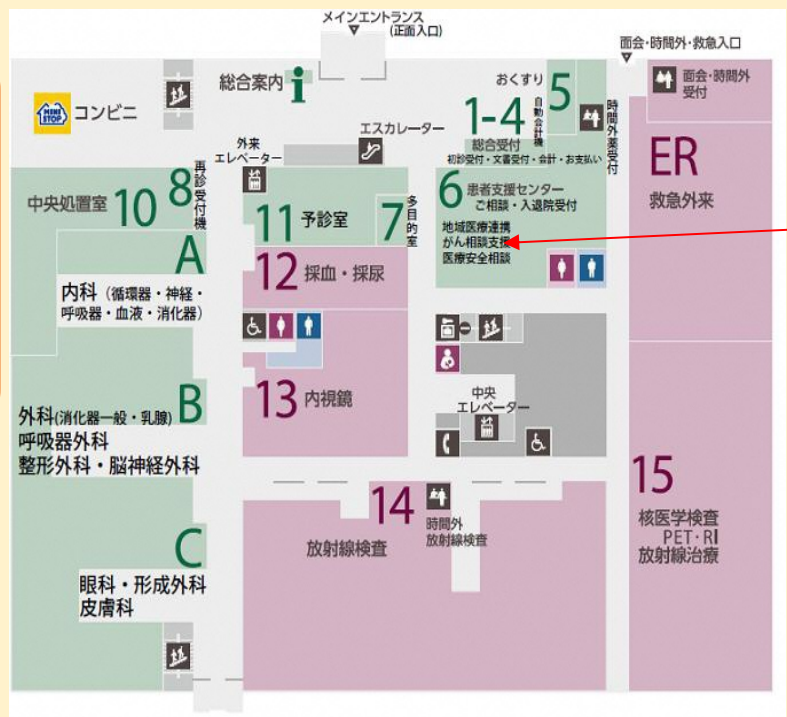 メインエントランス
(正面入口)
面会・時間外・救急入口
総合案内
i
おくすり
5
面会・時間外
受付
MINI
STOP
コンビニ
1-4
自動会計機
時間外薬受付
エスカレーター
総合受付
初診受付・文書受付・会計・お支払い
ER
救急外来
外来
エレベーター
再診受付機
8
中央処置室 10
11 予診室
7
多目的室
6 患者支援センター
ご相談・入退院受付
地域医療連携
がん相談支援
医療安全相談
A
内科(循環器・神経・
呼吸器・血液・消化器)
12 採血・採尿
13 内視鏡
中央
エレベーター
B
外科(消化器一般・乳腺)
呼吸器外科
整形外科・脳神経外科
14
放射線検査
時間外
放射線検査
15
核医学検査
PET・RI
放射線治療
C
眼科・形成外科
皮膚科